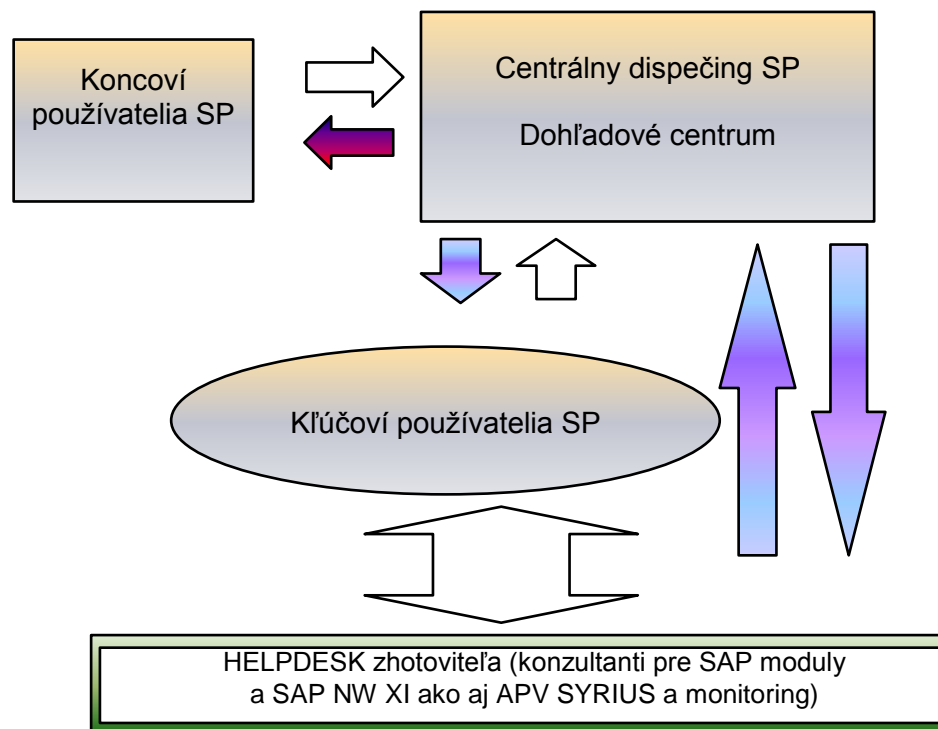 Koncoví
používatelia SP
Centrálny dispečing SP
Dohľadové centrum
Kľúčoví používatelia SP
HELPDESK zhotoviteľa (konzultanti pre SAP moduly
a SAP NW XI ako aj APV SYRIUS a monitoring)